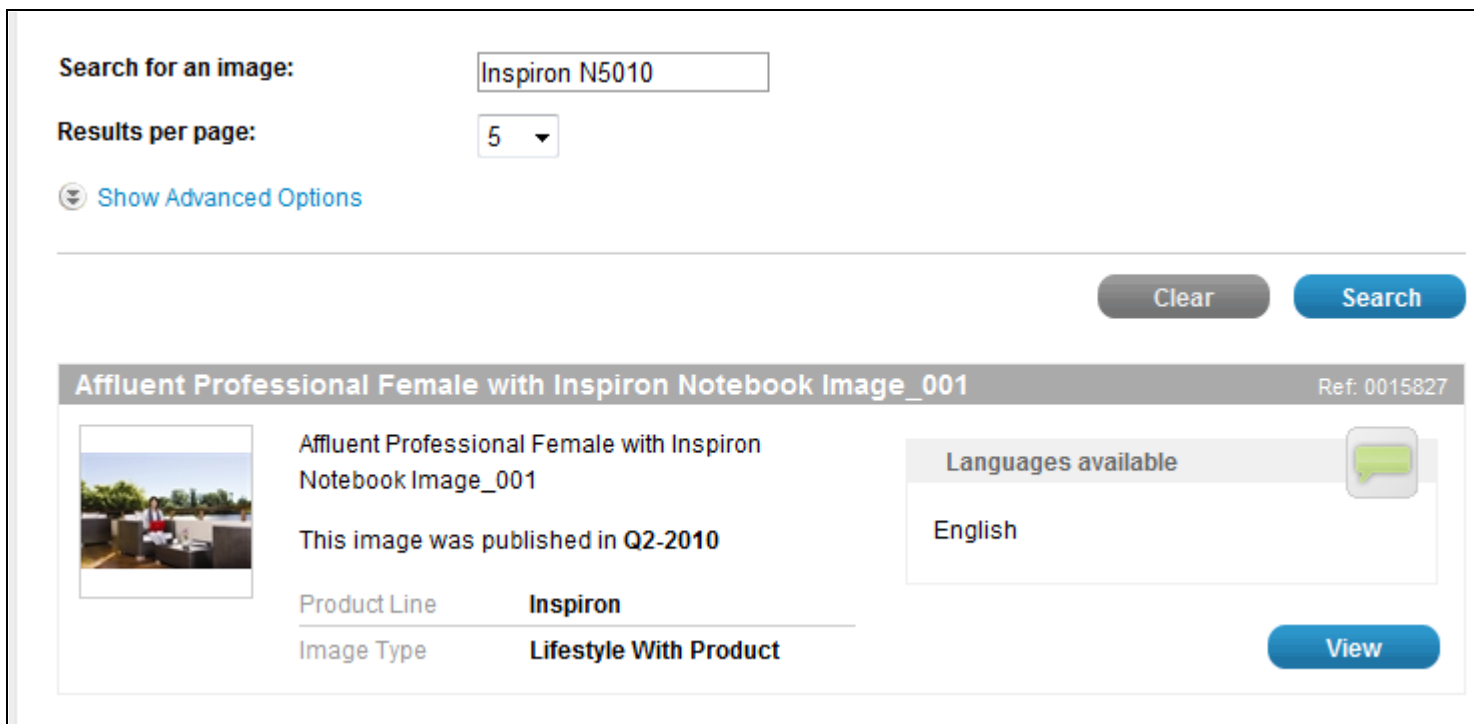 Search for an image:
Inspiron N5010
Results per page:
5
Show Advanced Options
Clear
Search
Affluent Professional Female with Inspiron Notebook Image_001
Ref: 0015827
Affluent Professional Female with Inspiron
Notebook Image_001
This image was published in Q2-2010
Product Line
Inspiron
Image Type
Lifestyle With Product
Languages available
English
View